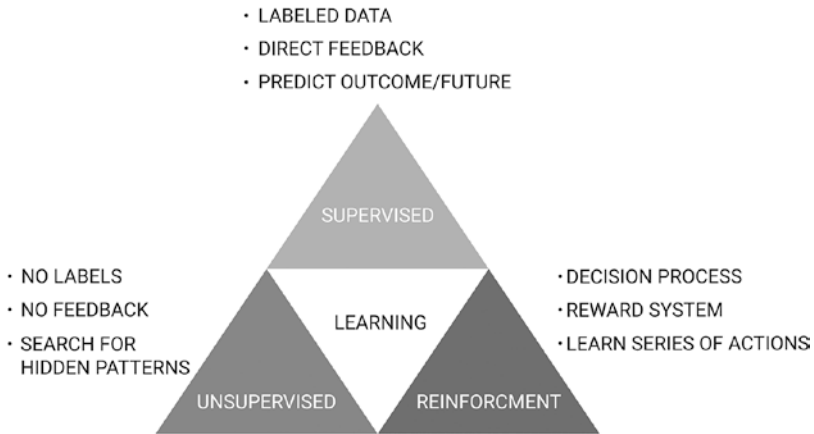 · LABELED DATA
· DIRECT FEEDBACK
· PREDICT OUTCOME/FUTURE
SUPERVISED
· NO LABELS
· NO FEEDBACK
· SEARCH FOR
HIDDEN PATTERNS
LEARNING
· DECISION PROCESS
· REWARD SYSTEM
· LEARN SERIES OF ACTIONS
UNSUPERVISED
REINFORCMENT